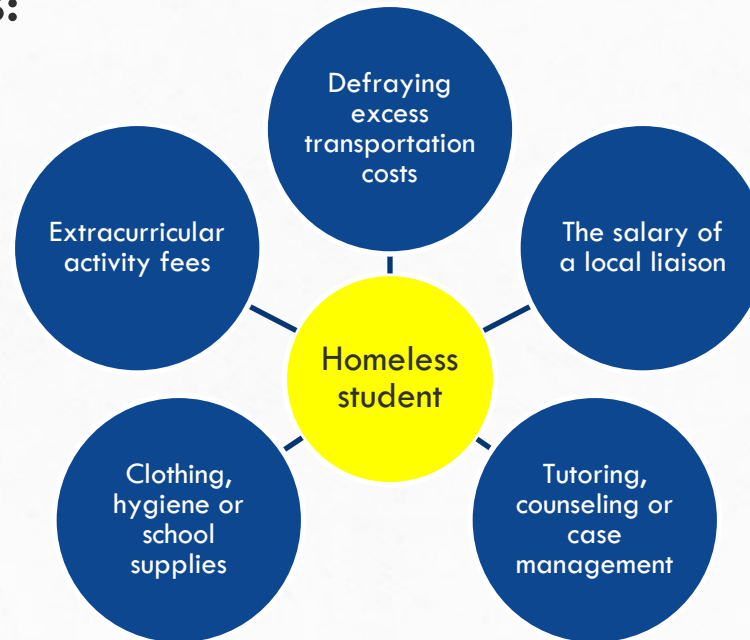 Defraying
excess
transportation
costs
Extracurricular
activity fees
The salary of
a local liaison
Homeless
student
Clothing,
hygiene or
school
supplies
Tutoring,
counseling or
case
management